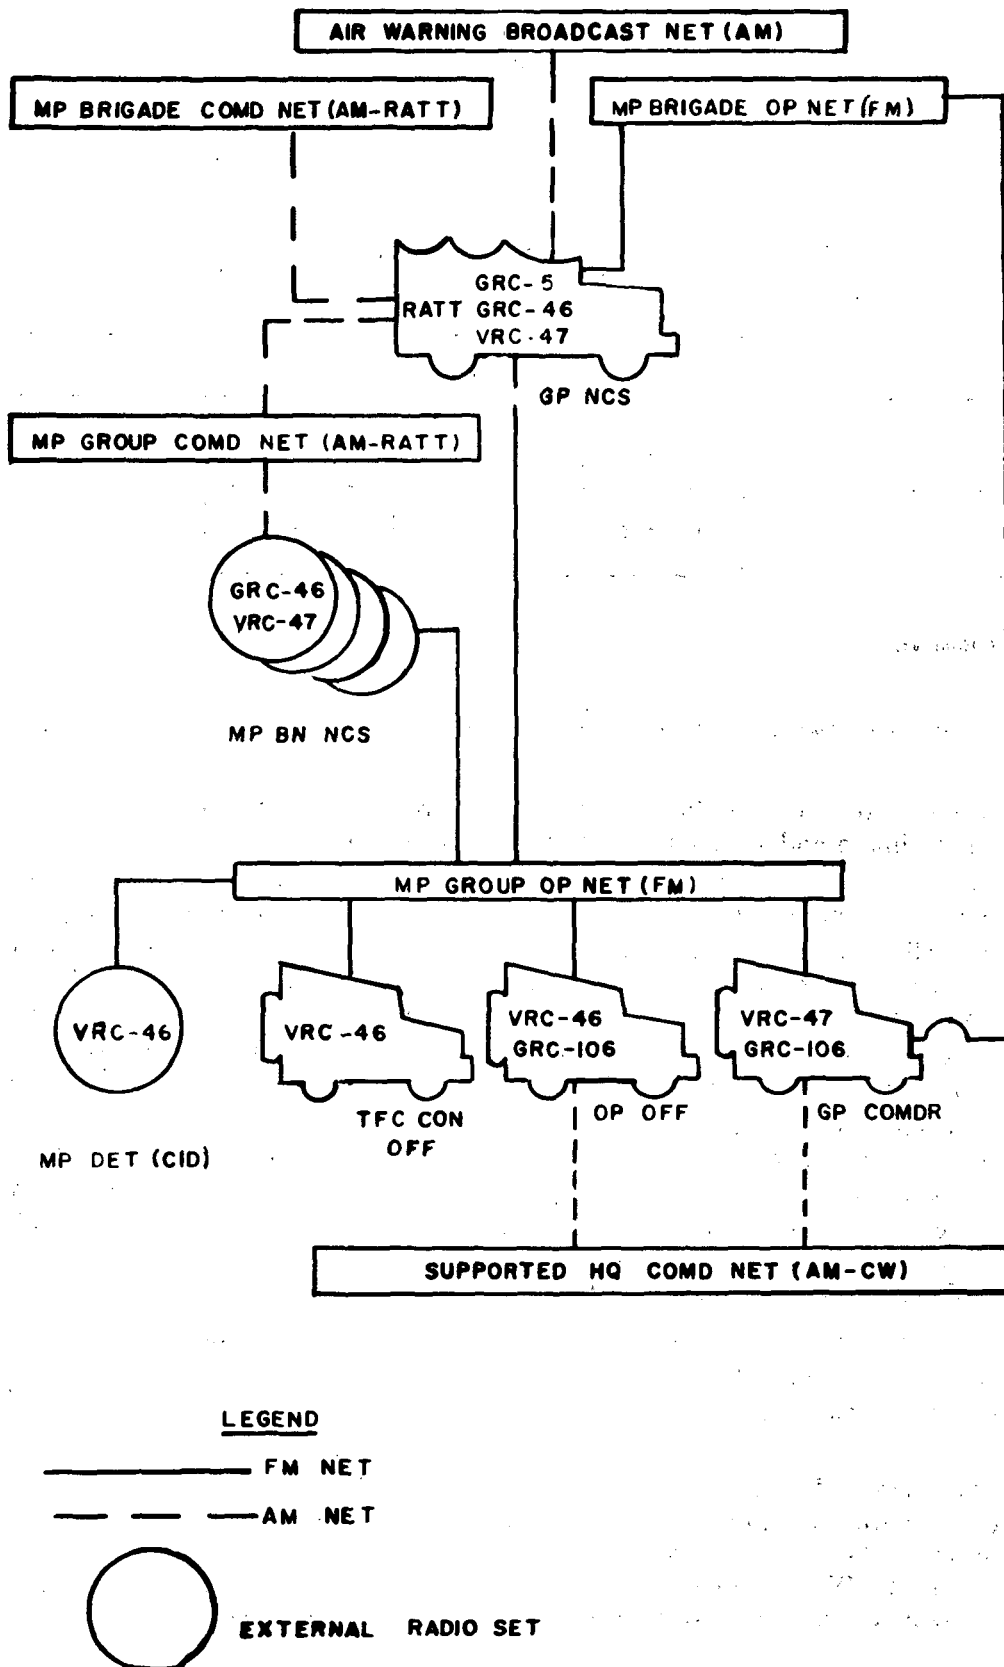 AIR WARNING BROADCAST NET (AM)
MP BRIGADE COMD NET (AM-RATT)
MP BRIGADE OP NET (FM)
GRC-5
RATT GRC-46
VRC-47
GP NCS
MP GROUP COMD NET (AM-RATT)
GRC-46
VRC-47
MP BN NCS
MP GROUP OP NET (FM)
VRC-46
VRC-46
VRC-46
GRC-106
VRC-47
GRC-106
TFC CON
OFF
OP OFF
GP COMDR
MP DET (CID)
SUPPORTED HQ COMD NET (AM-CW)
LEGEND
FM NET
AM NET
EXTERNAL RADIO SET